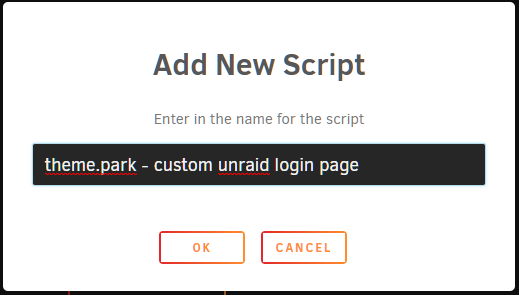 Add New Script
Enter in the name for the script
theme.park - custom unraid login page
OK CANCEL